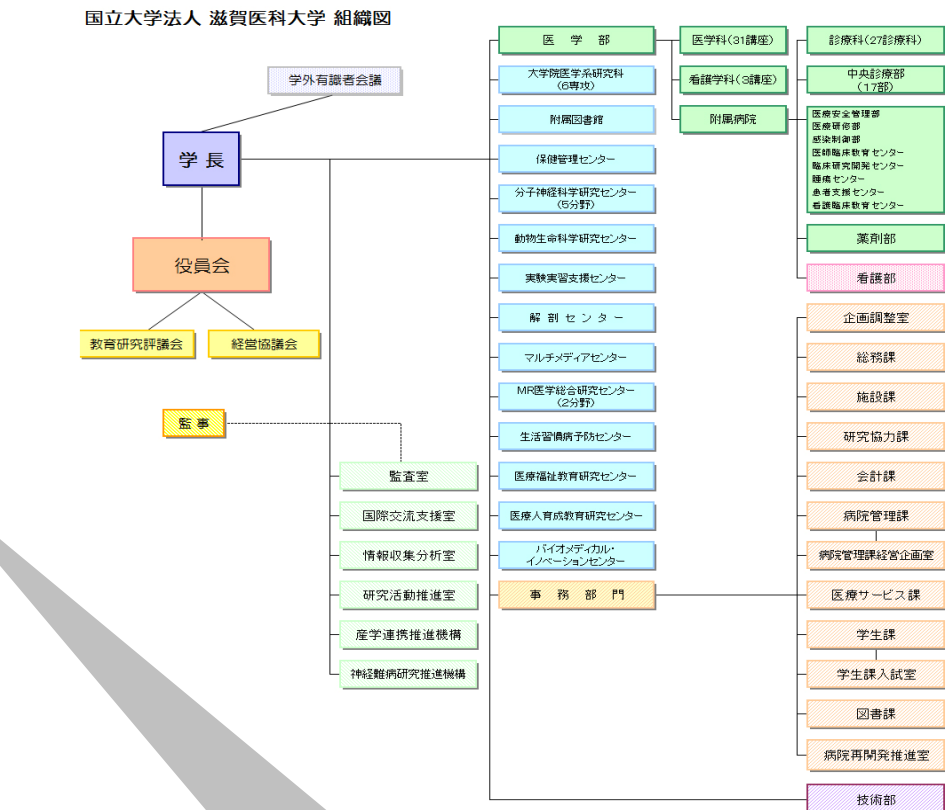 国立大学法人 滋賀医科大学 組織図
学外有識者会議
学長
役員会
教育研究評議会
経営協議会
監事
監査室
国際交流支援室
情報収集分析室
研究活動推進室
産学連携推進機構
神経難病研究推進機構
医学部
大学院医学系研究科
(6専攻)
附属図書館
保健管理センター
分子神経科学研究センター
(5分野)
動物生命科学研究センター
実験実習支援センター
解剖センター
マルチメディアセンター
MR医学総合研究センター
(2分野)
生活習慣病予防センター
医療福祉教育研究センター
医療人育成教育研究センター
バイオメディカル・
イノベーションセンター
事務部門
医学科(31講座)
看護学科(3講座)
附属病院
診療科(27診療科)
中央診療部
(17部)
医療安全管理部
医療研修部
感染制御部
医師臨床教育センター
臨床研究開発センター
腫瘍センター
患者支援センター
看護臨床教育センター
薬剤部
看護部
企画調整室
総務課
施設課
研究協力課
会計課
病院管理課
病院管理課経営企画室
医療サービス課
学生課
学生課入試室
図書課
病院再開発推進室
技術部